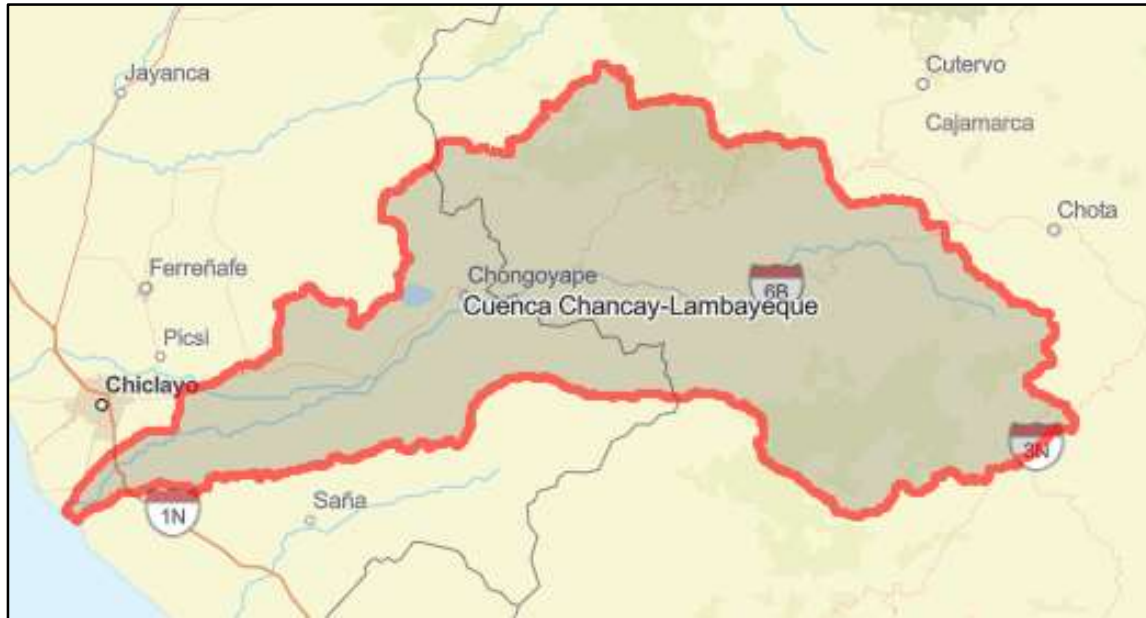 Cutervo
Jayanca
Cajamarca
Chota
Ferreñafe
Chongoyape
6B
Cuenca Chancay-Lambayeque
Picsi
Chiclayo
3N
Saña
1N